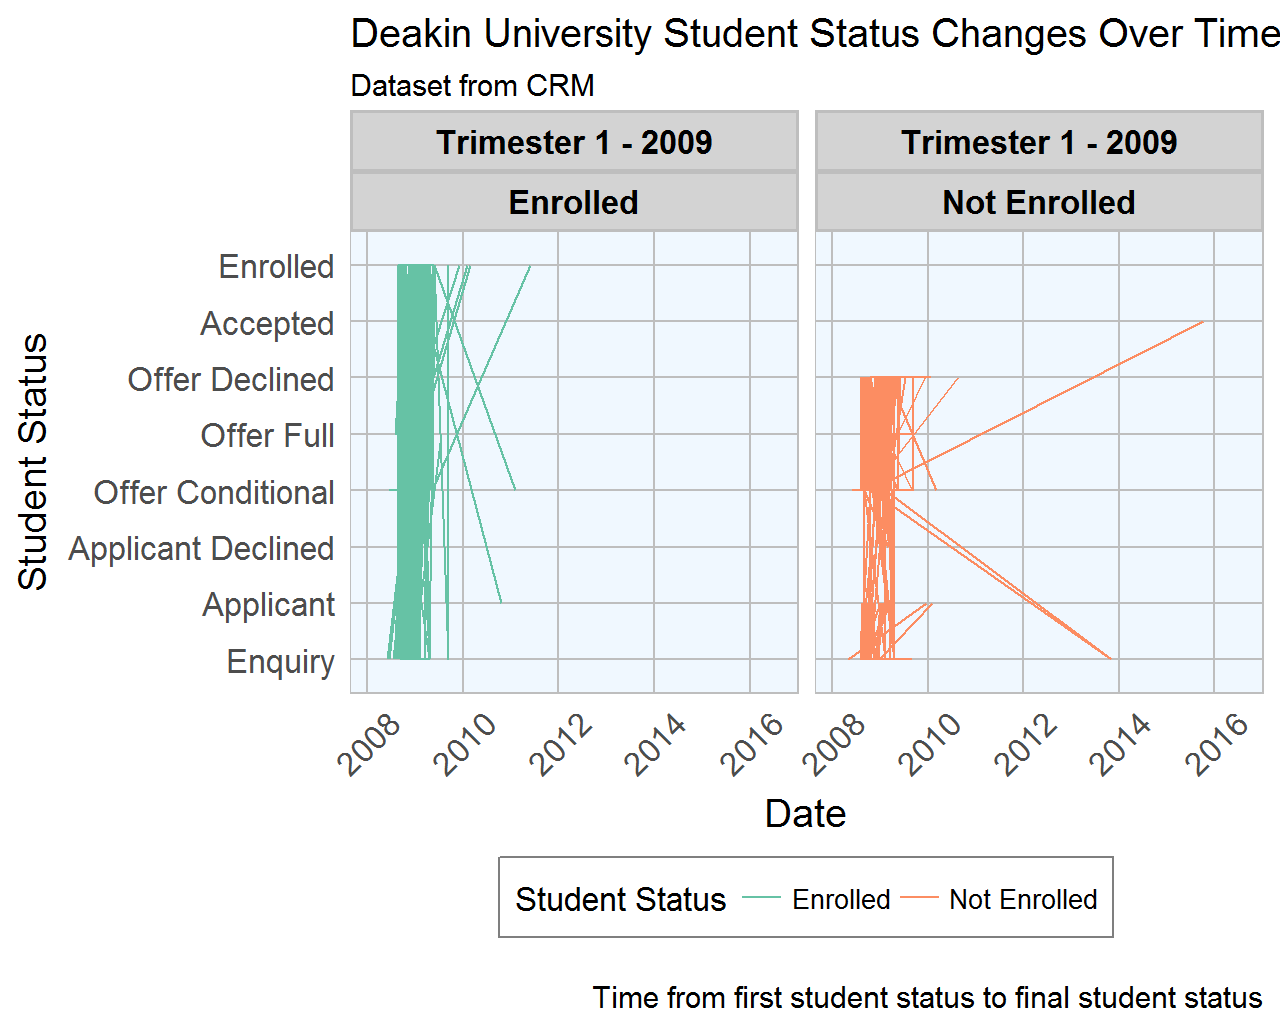 Deakin University Student Status Changes Over Time
Dataset from CRM
Trimester 1 - 2009
Enrolled
Trimester 1 - 2009
Not Enrolled
Student Status
Enrolled
Accepted
Offer Declined
Offer Full
Offer Conditional
Applicant Declined
Applicant
Enquiry
2008 2010 2012 2014 2016
2008 2010 2012 2014 2016
Date
Student Status Enrolled Not Enrolled
Time from first student status to final student status